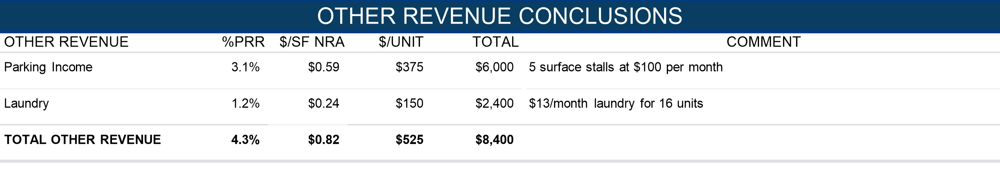 OTHER REVENUE CONCLUSIONS
OTHER REVENUE %PRR $/SF NRA $/UNIT TOTAL COMMENT
Parking Income 3.1% $0.59 $375 $6,000 5 surface stalls at $100 per month
Laundry 1.2% $0.24 $150 $2,400 $13/month laundry for 16 units
TOTAL OTHER REVENUE 4.3% $0.82 $525 $8,400